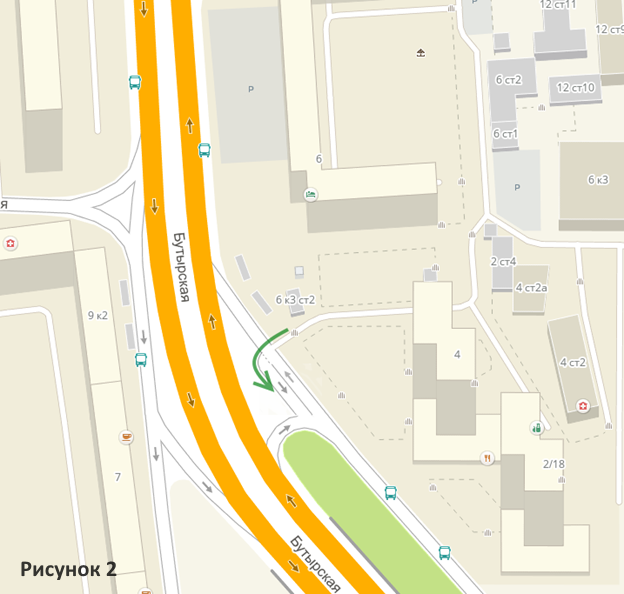 12 ст11
12 ст9
6 ст2
12 ст10
P
P
6 ст1
6
6 к3
P
я
Бутырская
2 ст4
4 ст2а
6 к3 ст2
9 к2
4
4 ст2
7
2/18
Бутырская
Рисунок 2